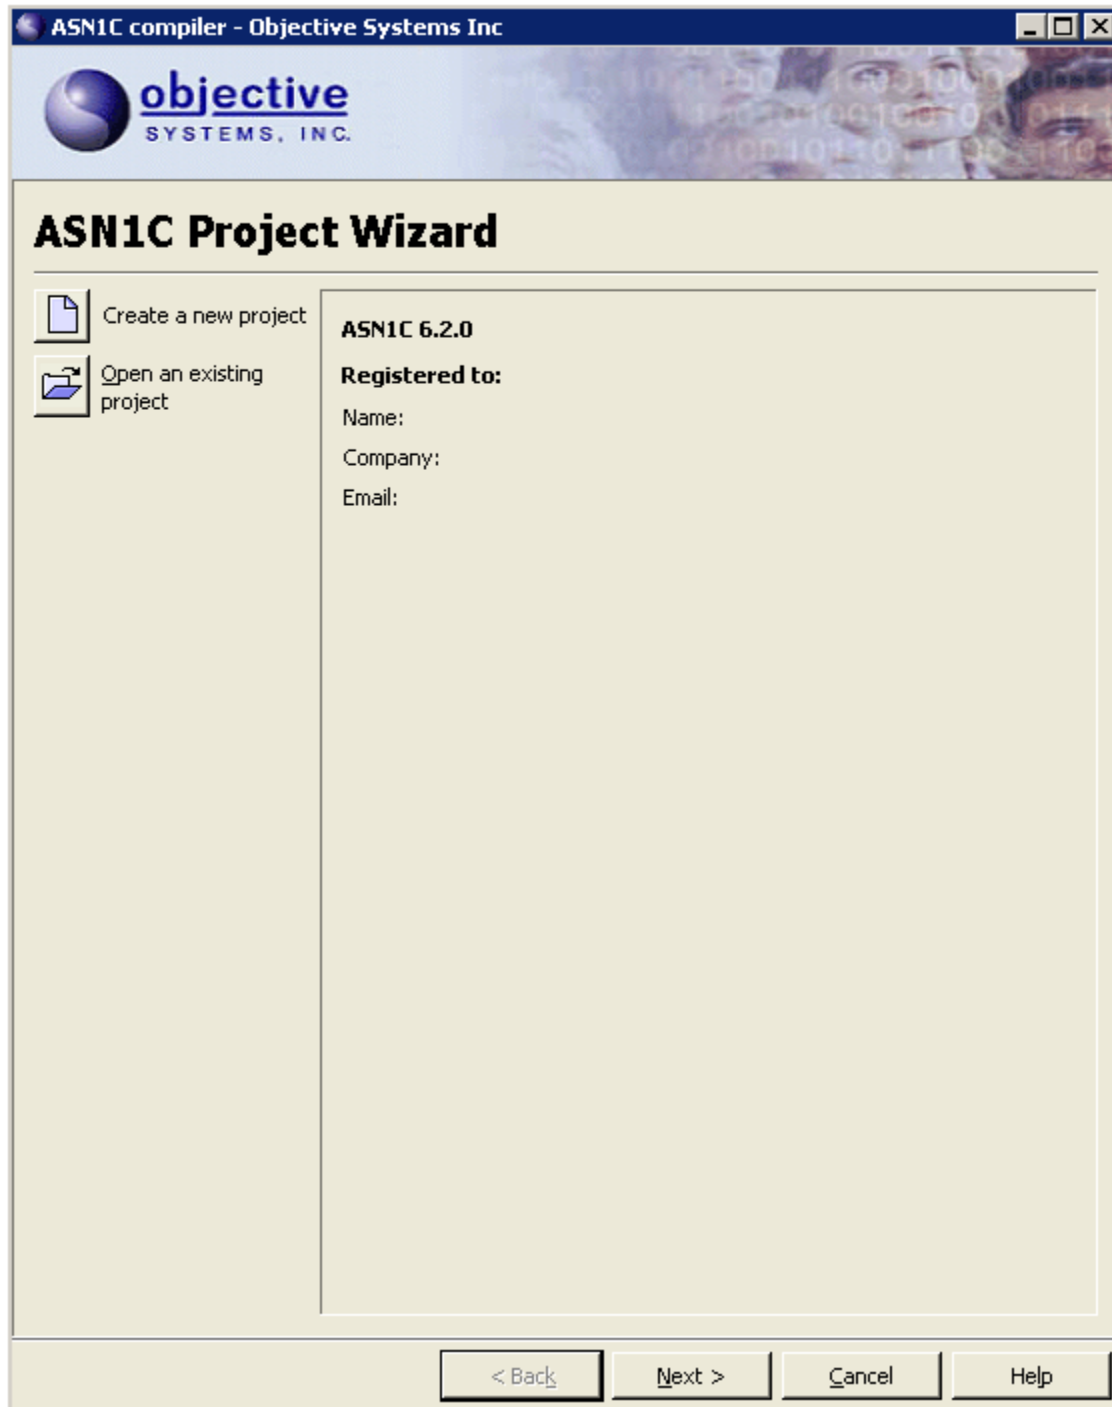 ASN1C compiler - Objective Systems Inc
objective
SYSTEMS, INC.
ASN1C Project Wizard
Create a new project
Open an existing
project
ASN1C 6.2.0
Registered to:
Name:
Company:
Email:
< Back
Next >
Cancel
Help